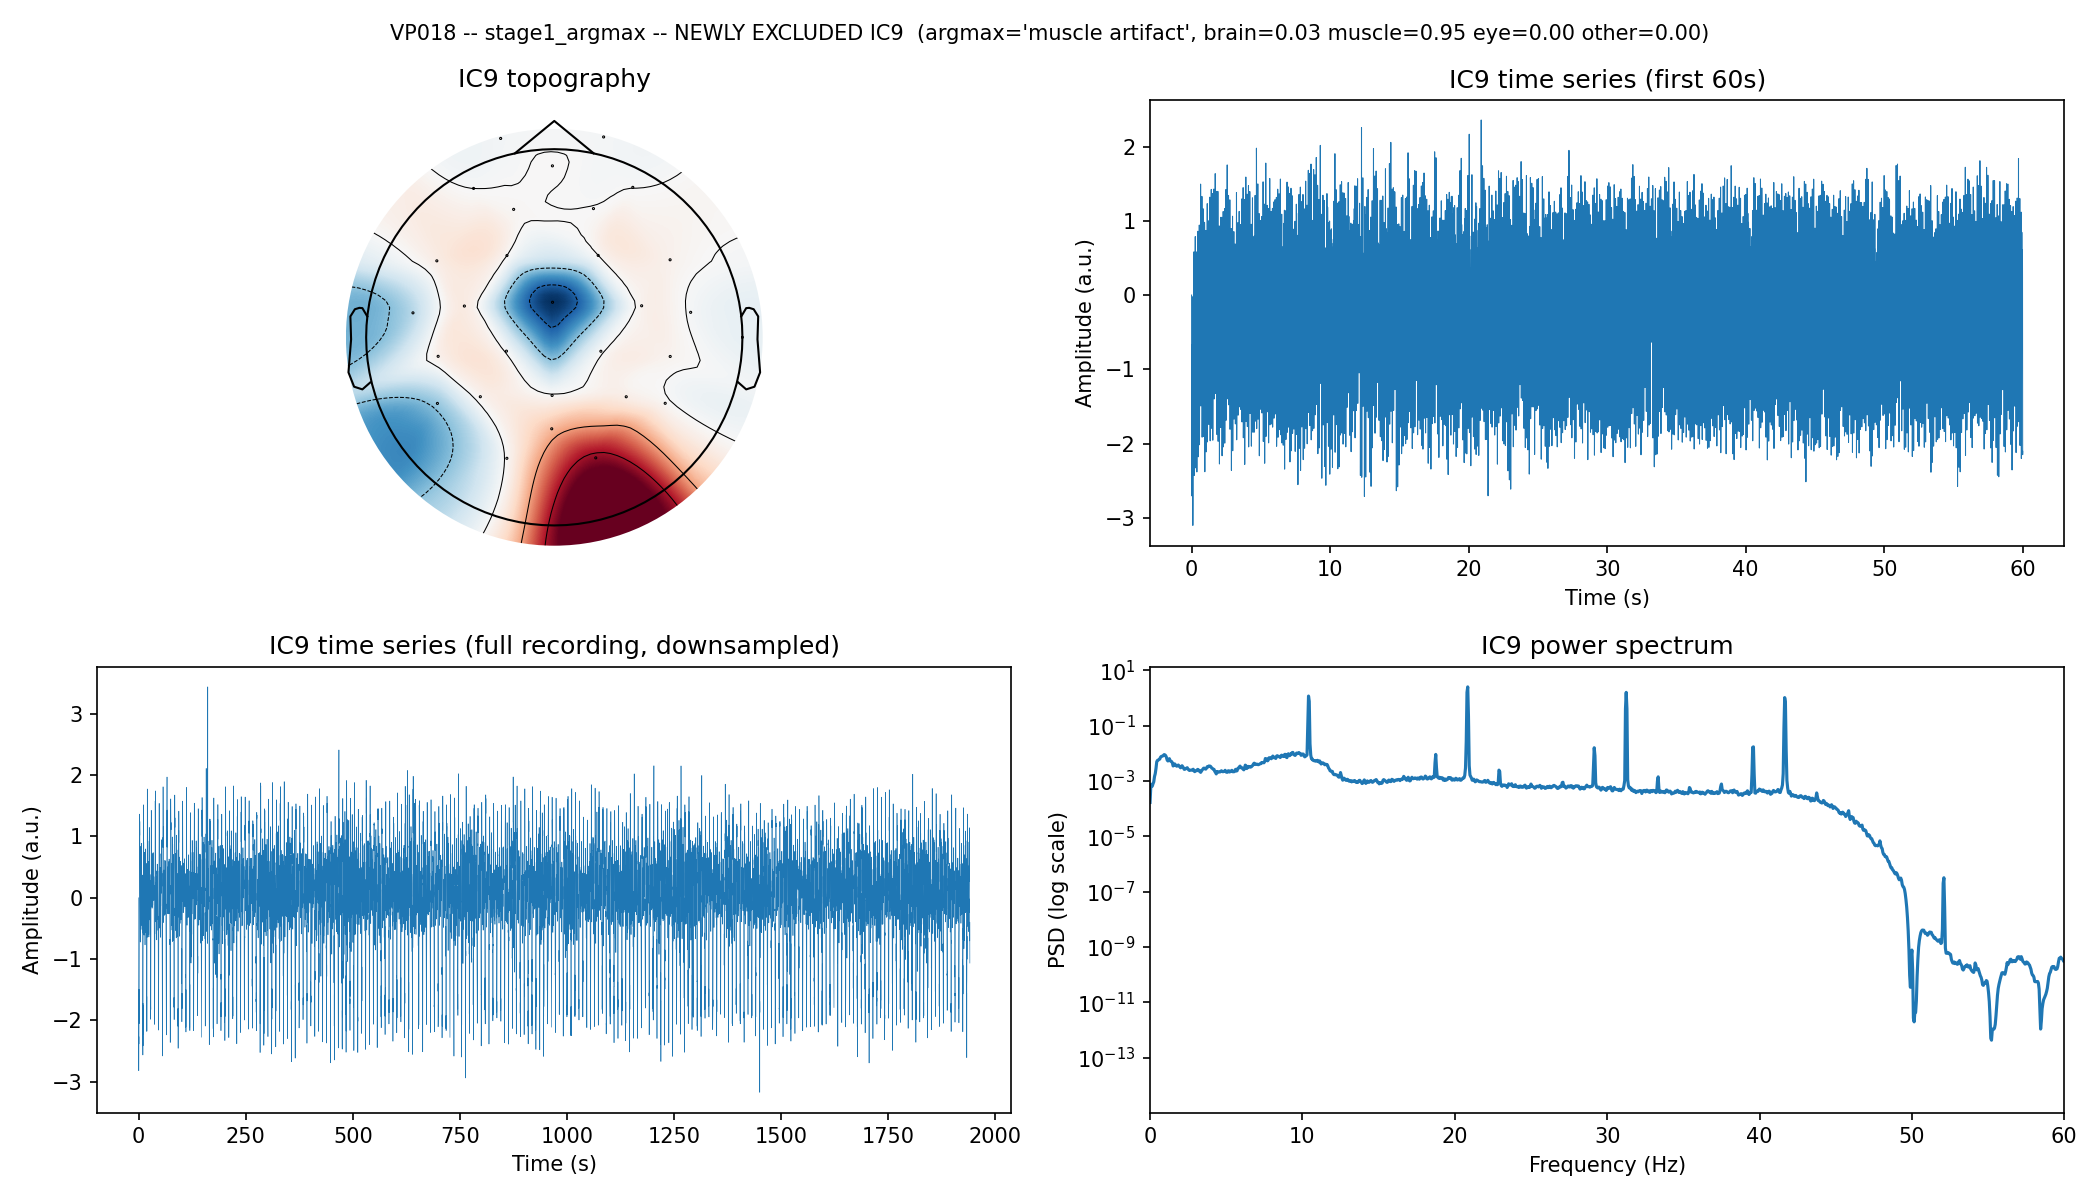 VP018 -- stage1_argmax -- NEWLY EXCLUDED IC9  (argmax='muscle artifact', brain=0.03 muscle=0.95 eye=0.00 other=0.00)
IC9 topography
IC9 time series (first 60s)
Amplitude (a.u.)
2
1
0
−1
−2
−3
0 10 20 30 40 50 60
Time (s)
IC9 time series (full recording, downsampled)
Amplitude (a.u.)
3
2
1
0
−1
−2
−3
0 250 500 750 1000 1250 1500 1750 2000
Time (s)
IC9 power spectrum
PSD (log scale)
10¹
10⁻¹
10⁻³
10⁻⁵
10⁻⁷
10⁻⁹
10⁻¹¹
10⁻¹³
0 10 20 30 40 50 60
Frequency (Hz)